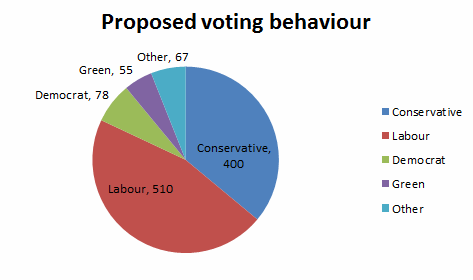 Proposed voting behaviour
Other, 67
Green, 55
Democrat, 78
Conservative,
400
Labour, 510
Conservative
Labour
Democrat
Green
Other